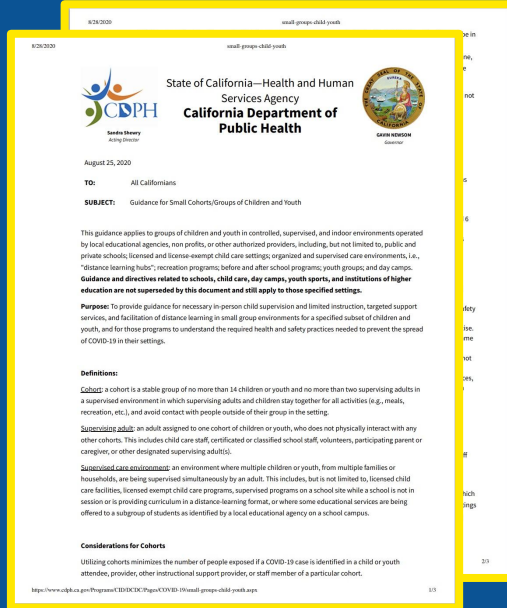 8/28/2020 small-groups-child-youth
8/28/2020 small-groups-child-youth
CDPH
Sandra Shewry
Acting Director
State of California—Health and Human
Services Agency
California Department of
Public Health
GAVIN NEWSOM
Governor
August 25, 2020
TO: All Californians
SUBJECT: Guidance for Small Cohorts/Groups of Children and Youth
This guidance applies to groups of children and youth in controlled, supervised, and indoor environments operated
by local educational agencies, non profits, or other authorized providers, including, but not limited to, public and
private schools; licensed and license-exempt child care settings; organized and supervised care environments, i.e.,
"distance learning hubs"; recreation programs; before and after school programs; youth groups; and day camps.
Guidance and directives related to schools, child care, day camps, youth sports, and institutions of higher
education are not superseded by this document and still apply to those specified settings.
Purpose: To provide guidance for necessary in-person child supervision and limited instruction, targeted support
services, and facilitation of distance learning in small group environments for a specified subset of children and
youth, and for those programs to understand the required health and safety practices needed to prevent the spread
of COVID-19 in their settings.
Definitions:
Cohort: a cohort is a stable group of no more than 14 children or youth and no more than two supervising adults in
a supervised environment in which supervising adults and children stay together for all activities (e.g., meals,
recreation, etc.), and avoid contact with people outside of their group in the setting.
Supervising adult: an adult assigned to one cohort of children or youth, who does not physically interact with any
other cohorts. This includes child care staff, certificated or classified school staff, volunteers, participating parent or
caregiver, or other designated supervising adult(s).
Supervised care environment: an environment where multiple children or youth, from multiple families or
households, are being supervised simultaneously by an adult. This includes, but is not limited to, licensed child
care facilities, licensed exempt child care programs, supervised programs on a school site while a school is not in
session or is providing curriculum in a distance-learning format, or where some educational services are being
offered to a subgroup of students as identified by a local educational agency on a school campus.
Considerations for Cohorts
Utilizing cohorts minimizes the number of people exposed if a COVID-19 case is identified in a child or youth
attendee, provider, other instructional support provider, or staff member of a particular cohort.
https://www.cdph.ca.gov/Programs/CID/DCDC/Pages/COVID-19/small-groups-child-youth.aspx 1/3
2/3